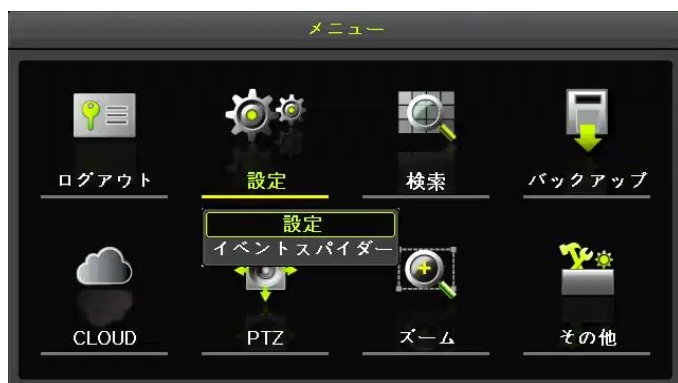 メニュー
ログアウト
設定
検索
バックアップ
設定
イベントスパイダー
CLOUD
PTZ
ズーム
その他